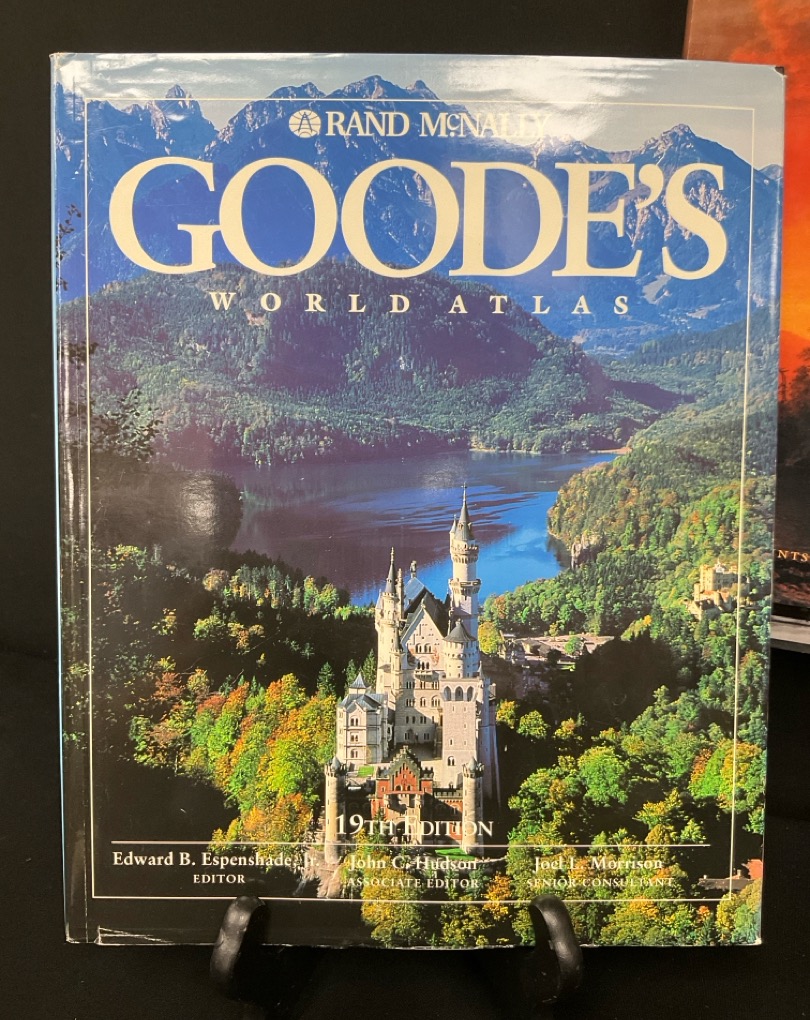 RAND McNALLY
GOODE'S
WORLD ATLAS
19TH EDITION
Edward B. Espenshade, Jr.
EDITOR
John C. Hudson
ASSOCIATE EDITOR
Joel L. Morrison
SENIOR CONSULTANT
NTS